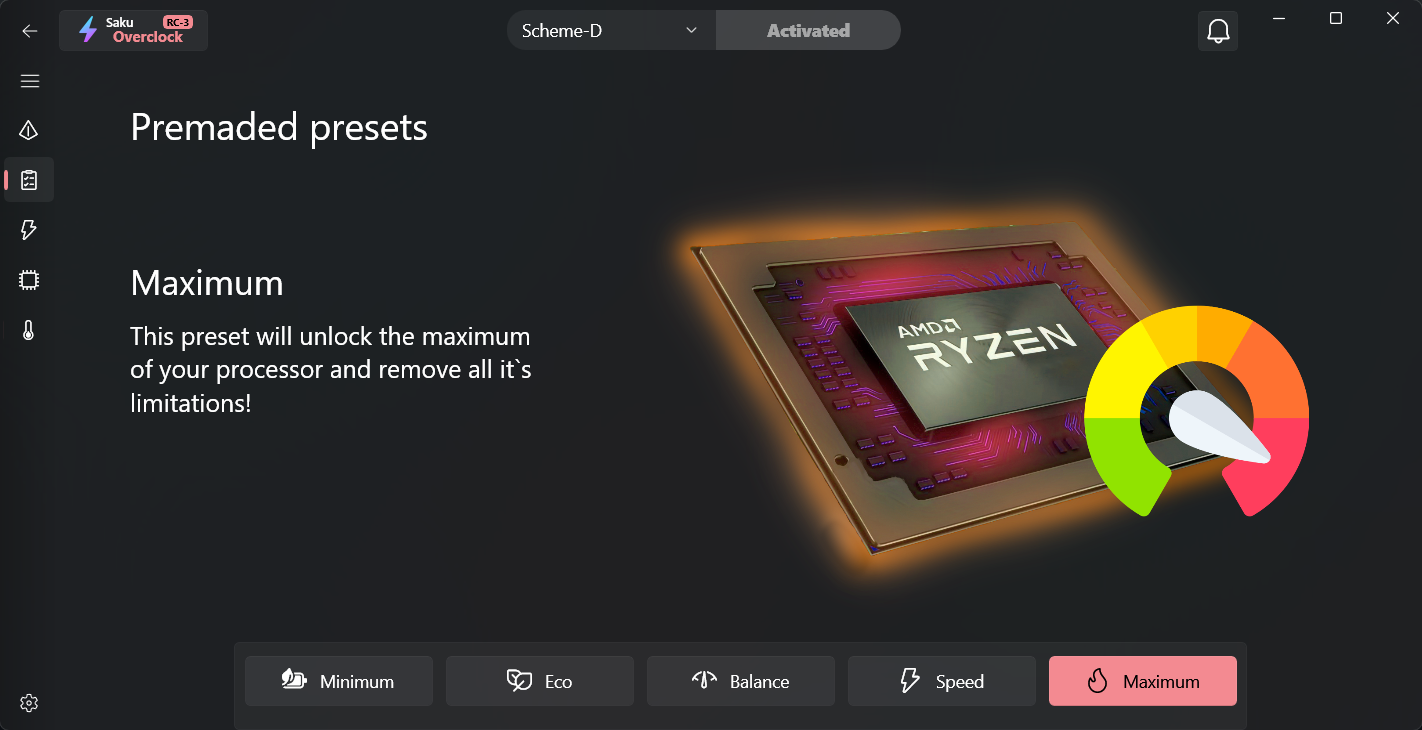 Saku RC-3
Overclock
Scheme-D
Activated
Premaded presets
Maximum
This preset will unlock the maximum
of your processor and remove all it`s
limitations!
AMD
RYZEN
Minimum
Eco
Balance
Speed
Maximum